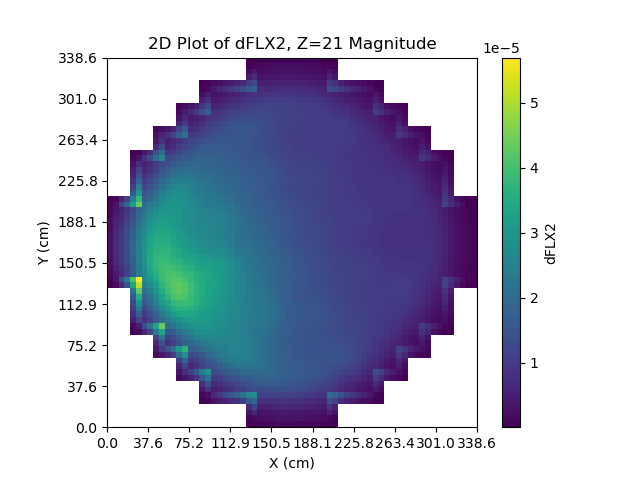 2D Plot of dFLX2, Z=21 Magnitude
1e−5
338.6
301.0
263.4
225.8
188.1
150.5
112.9
75.2
37.6
0.0
Y (cm)
0.0 37.6 75.2 112.9 150.5 188.1 225.8 263.4 301.0 338.6
X (cm)
5
4
3
2
1
dFLX2